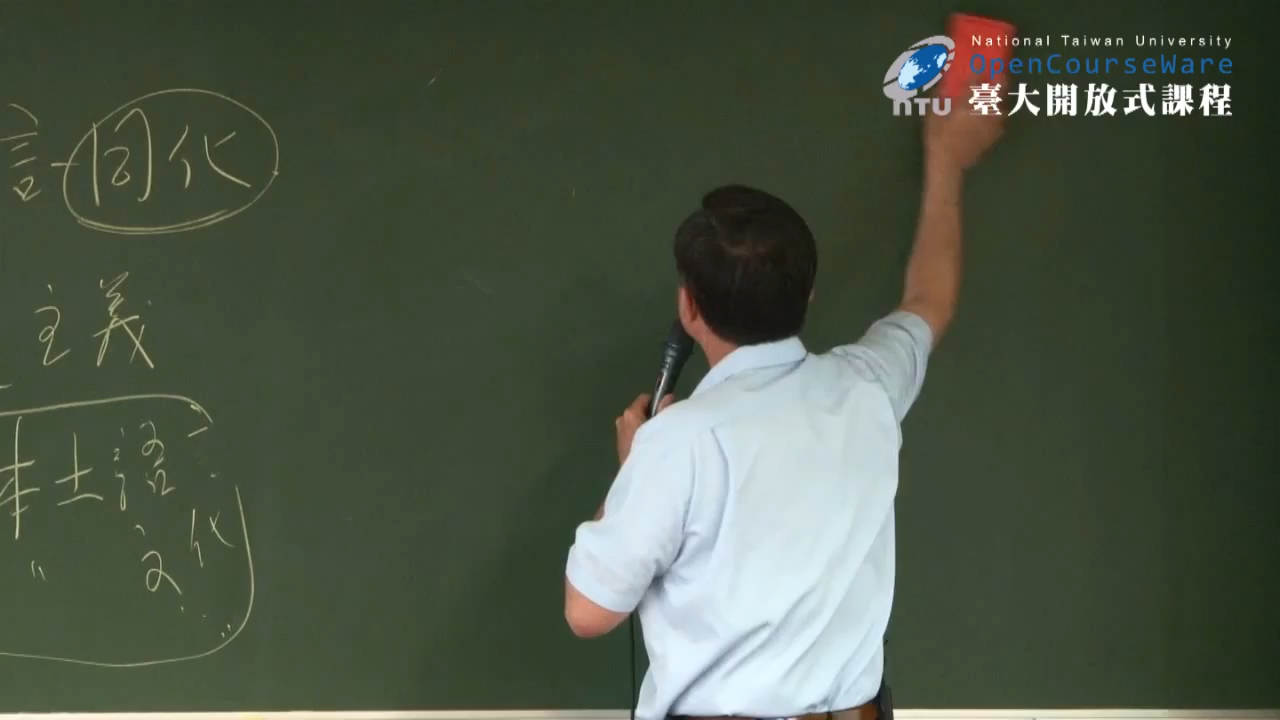 National Taiwan University
OpenCourseWare
NTU 臺大開放式課程
言-同化
主義
本土語
〃 文化